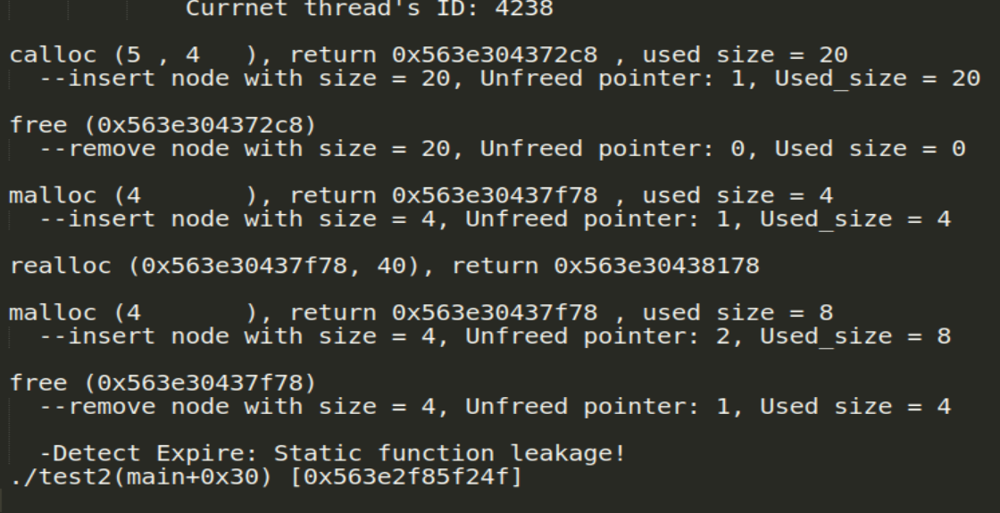 Currnet thread's ID: 4238
calloc (5 , 4   ), return 0x563e304372c8 , used size = 20
--insert node with size = 20, Unfreed pointer: 1, Used_size = 20
free (0x563e304372c8)
--remove node with size = 20, Unfreed pointer: 0, Used size = 0
malloc (4       ), return 0x563e30437f78 , used size = 4
--insert node with size = 4, Unfreed pointer: 1, Used_size = 4
realloc (0x563e30437f78, 40), return 0x563e30438178
malloc (4       ), return 0x563e30437f78 , used size = 8
--insert node with size = 4, Unfreed pointer: 2, Used_size = 8
free (0x563e30437f78)
--remove node with size = 4, Unfreed pointer: 1, Used size = 4
-Detect Expire: Static function leakage!
./test2(main+0x30) [0x563e2f85f24f]